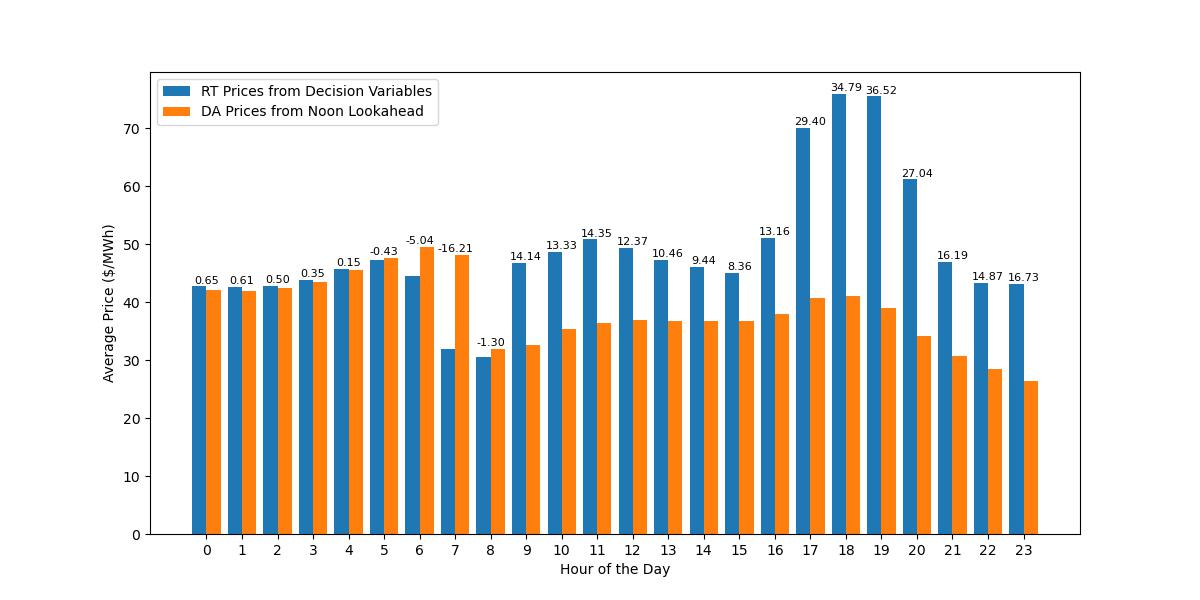 RT Prices from Decision Variables
DA Prices from Noon Lookahead
Average Price ($/MWh)
70
60
50
40
30
20
10
0
0.65 0.61 0.50 0.35 0.15 -0.43 -5.04 -16.21 -1.30 14.14 13.33 14.35 12.37 10.46 9.44 8.36 13.16 29.40 34.79 36.52 27.04 16.19 14.87 16.73
0 1 2 3 4 5 6 7 8 9 10 11 12 13 14 15 16 17 18 19 20 21 22 23
Hour of the Day